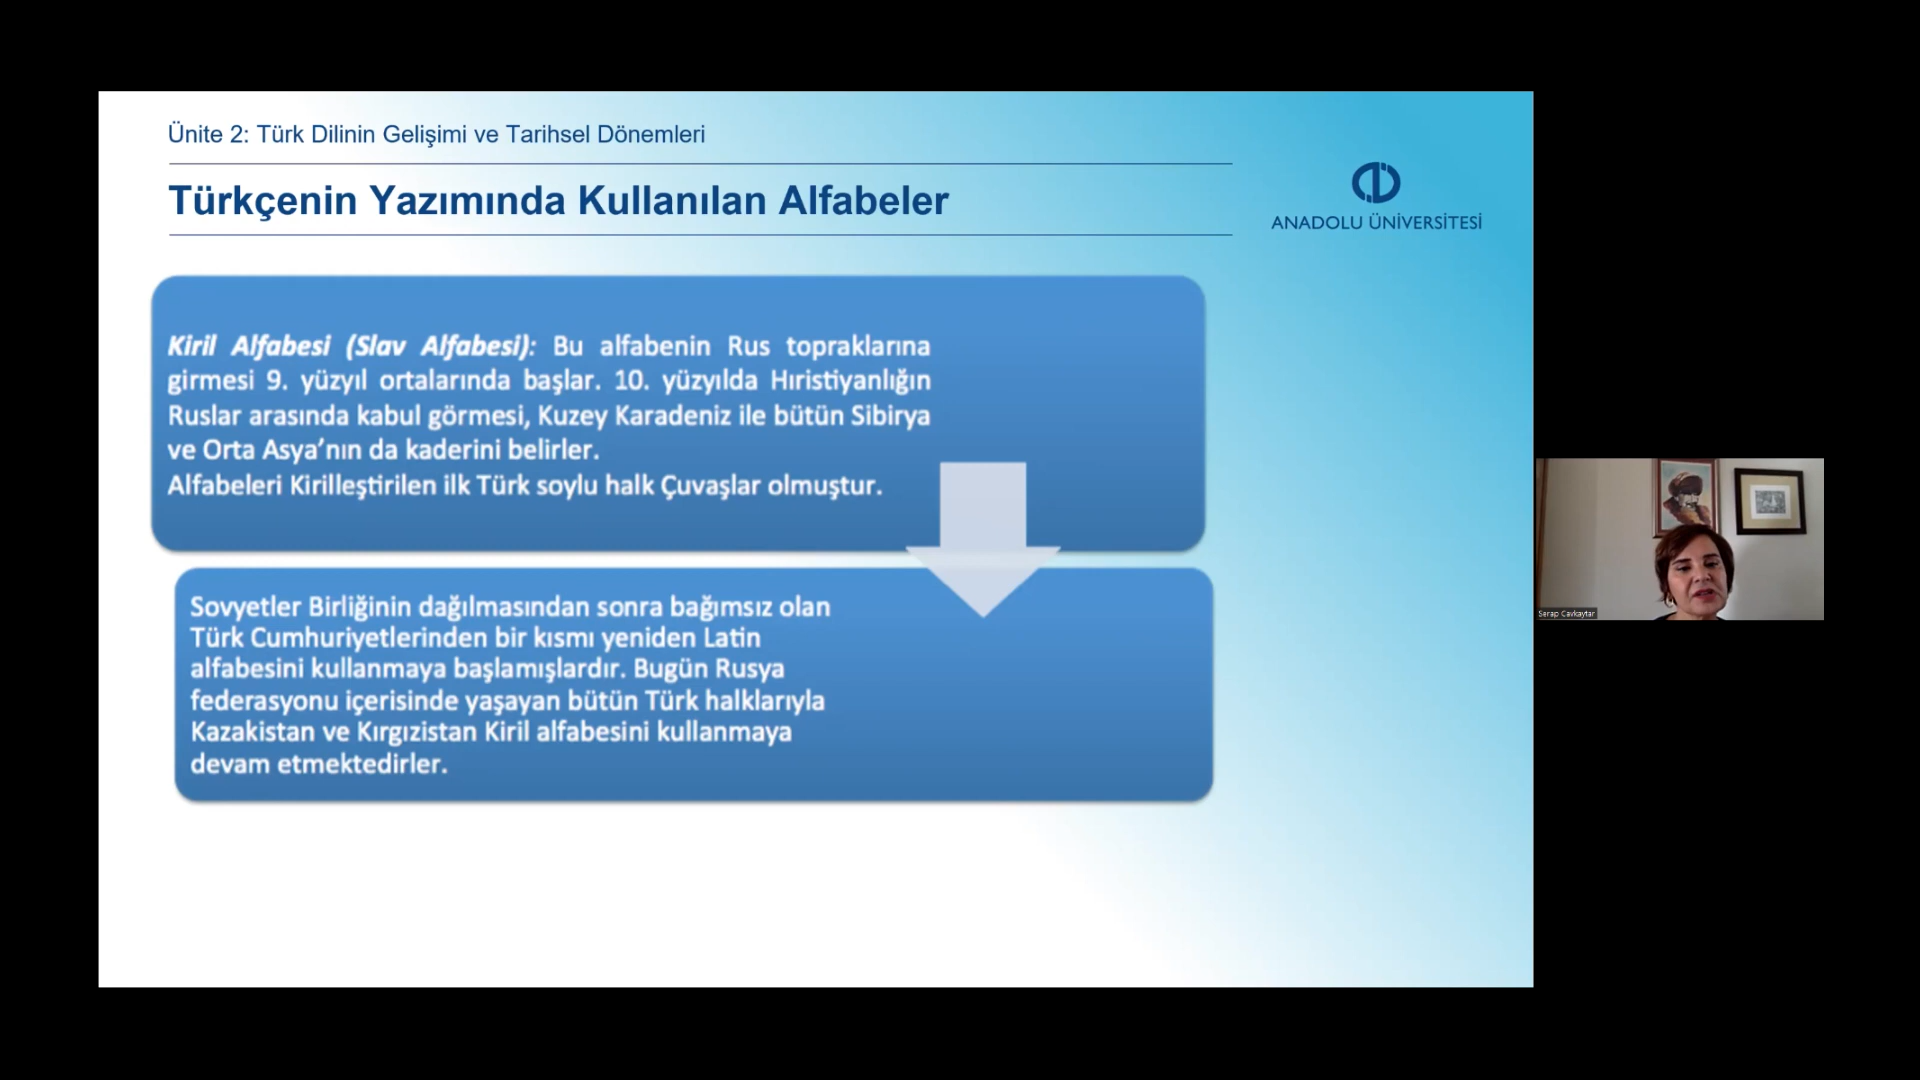 Ünite 2: Türk Dilinin Gelişimi ve Tarihsel Dönemleri
Türkçenin Yazımında Kullanılan Alfabeler
ANADOLU ÜNİVERSİTESİ
Kiril Alfabesi (Slav Alfabesi): Bu alfabenin Rus topraklarına
girmesi 9. yüzyıl ortalarında başlar. 10. yüzyılda Hıristiyanlığın
Ruslar arasında kabul görmesi, Kuzey Karadeniz ile bütün Sibirya
ve Orta Asya’nın da kaderini belirler.
Alfabeleri Kirilleştirilen ilk Türk soylu halk Çuvaşlar olmuştur.
Sovyetler Birliğinin dağılmasından sonra bağımsız olan
Türk Cumhuriyetlerinden bir kısmı yeniden Latin
alfabesini kullanmaya başlamışlardır. Bugün Rusya
federasyonu içerisinde yaşayan bütün Türk halklarıyla
Kazakistan ve Kırgızistan Kiril alfabesini kullanmaya
devam etmektedirler.
Serap Cavkaytar